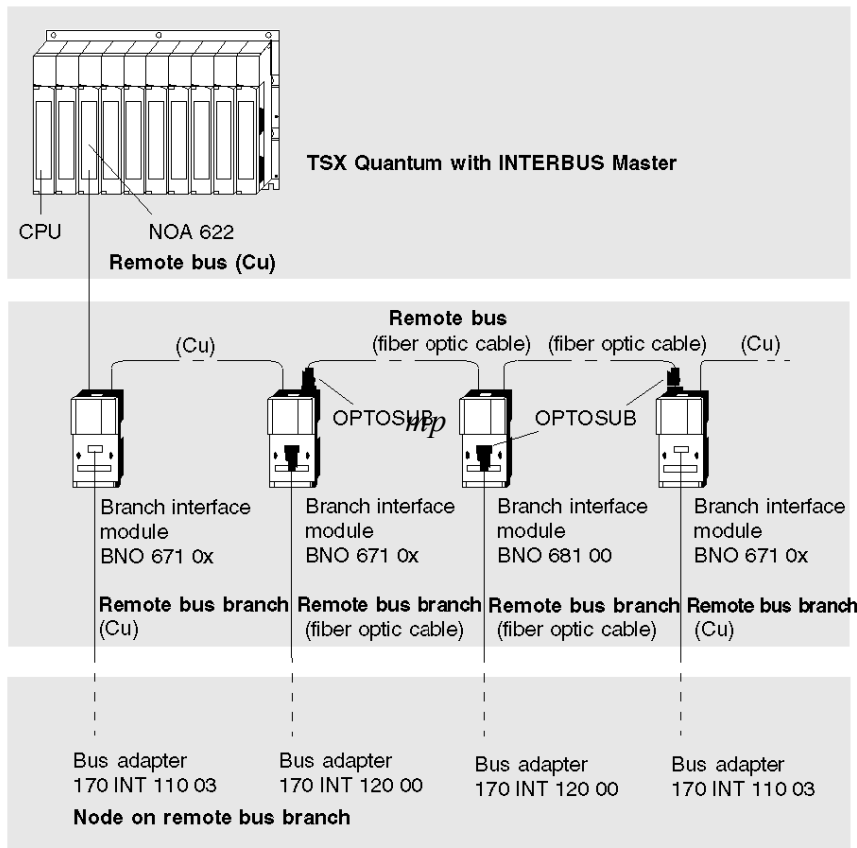 TSX Quantum with INTERBUS Master
CPU
NOA 622
Remote bus (Cu)
Remote bus
(Cu)
(fiber optic cable)
(fiber optic cable)
(Cu)
OPTOSUB
mp
OPTOSUB
Branch interface
module
BNO 671 0x
Branch interface
module
BNO 671 0x
Branch interface
module
BNO 681 00
Branch interface
module
BNO 671 0x
Remote bus branch
(Cu)
Remote bus branch
(fiber optic cable)
Remote bus branch
(fiber optic cable)
Remote bus branch
(Cu)
Bus adapter
170 INT 110 03
Bus adapter
170 INT 120 00
Bus adapter
170 INT 120 00
Bus adapter
170 INT 110 03
Node on remote bus branch